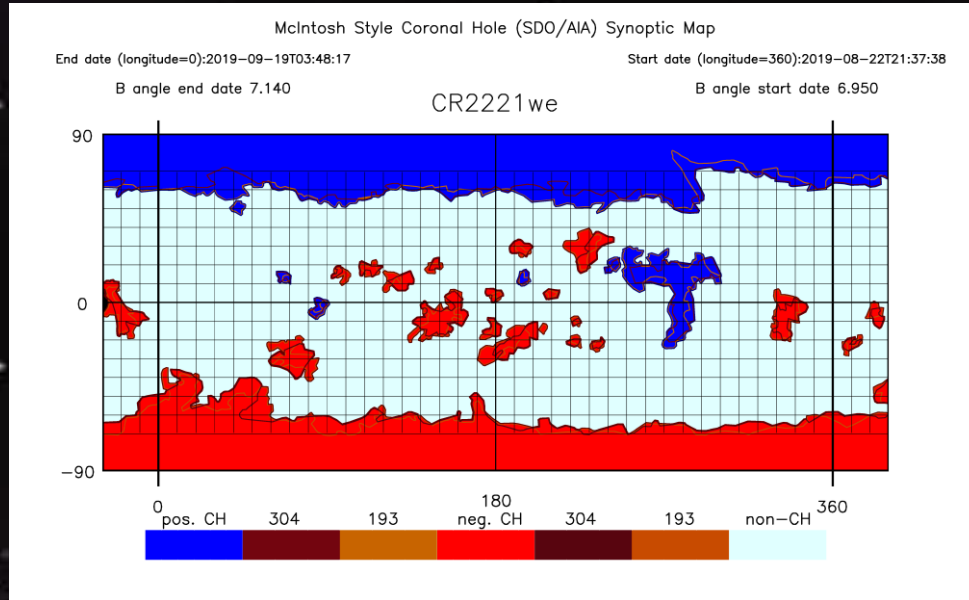 McIntosh Style Coronal Hole (SDO/AIA) Synoptic Map
End date (longitude=0):2019-09-19T03:48:17
Start date (longitude=360):2019-08-22T21:37:38
B angle end date 7.140
B angle start date 6.950
CR2221we
90
0
-90
0
180
360
pos. CH
304
193
neg. CH
304
193
non-CH